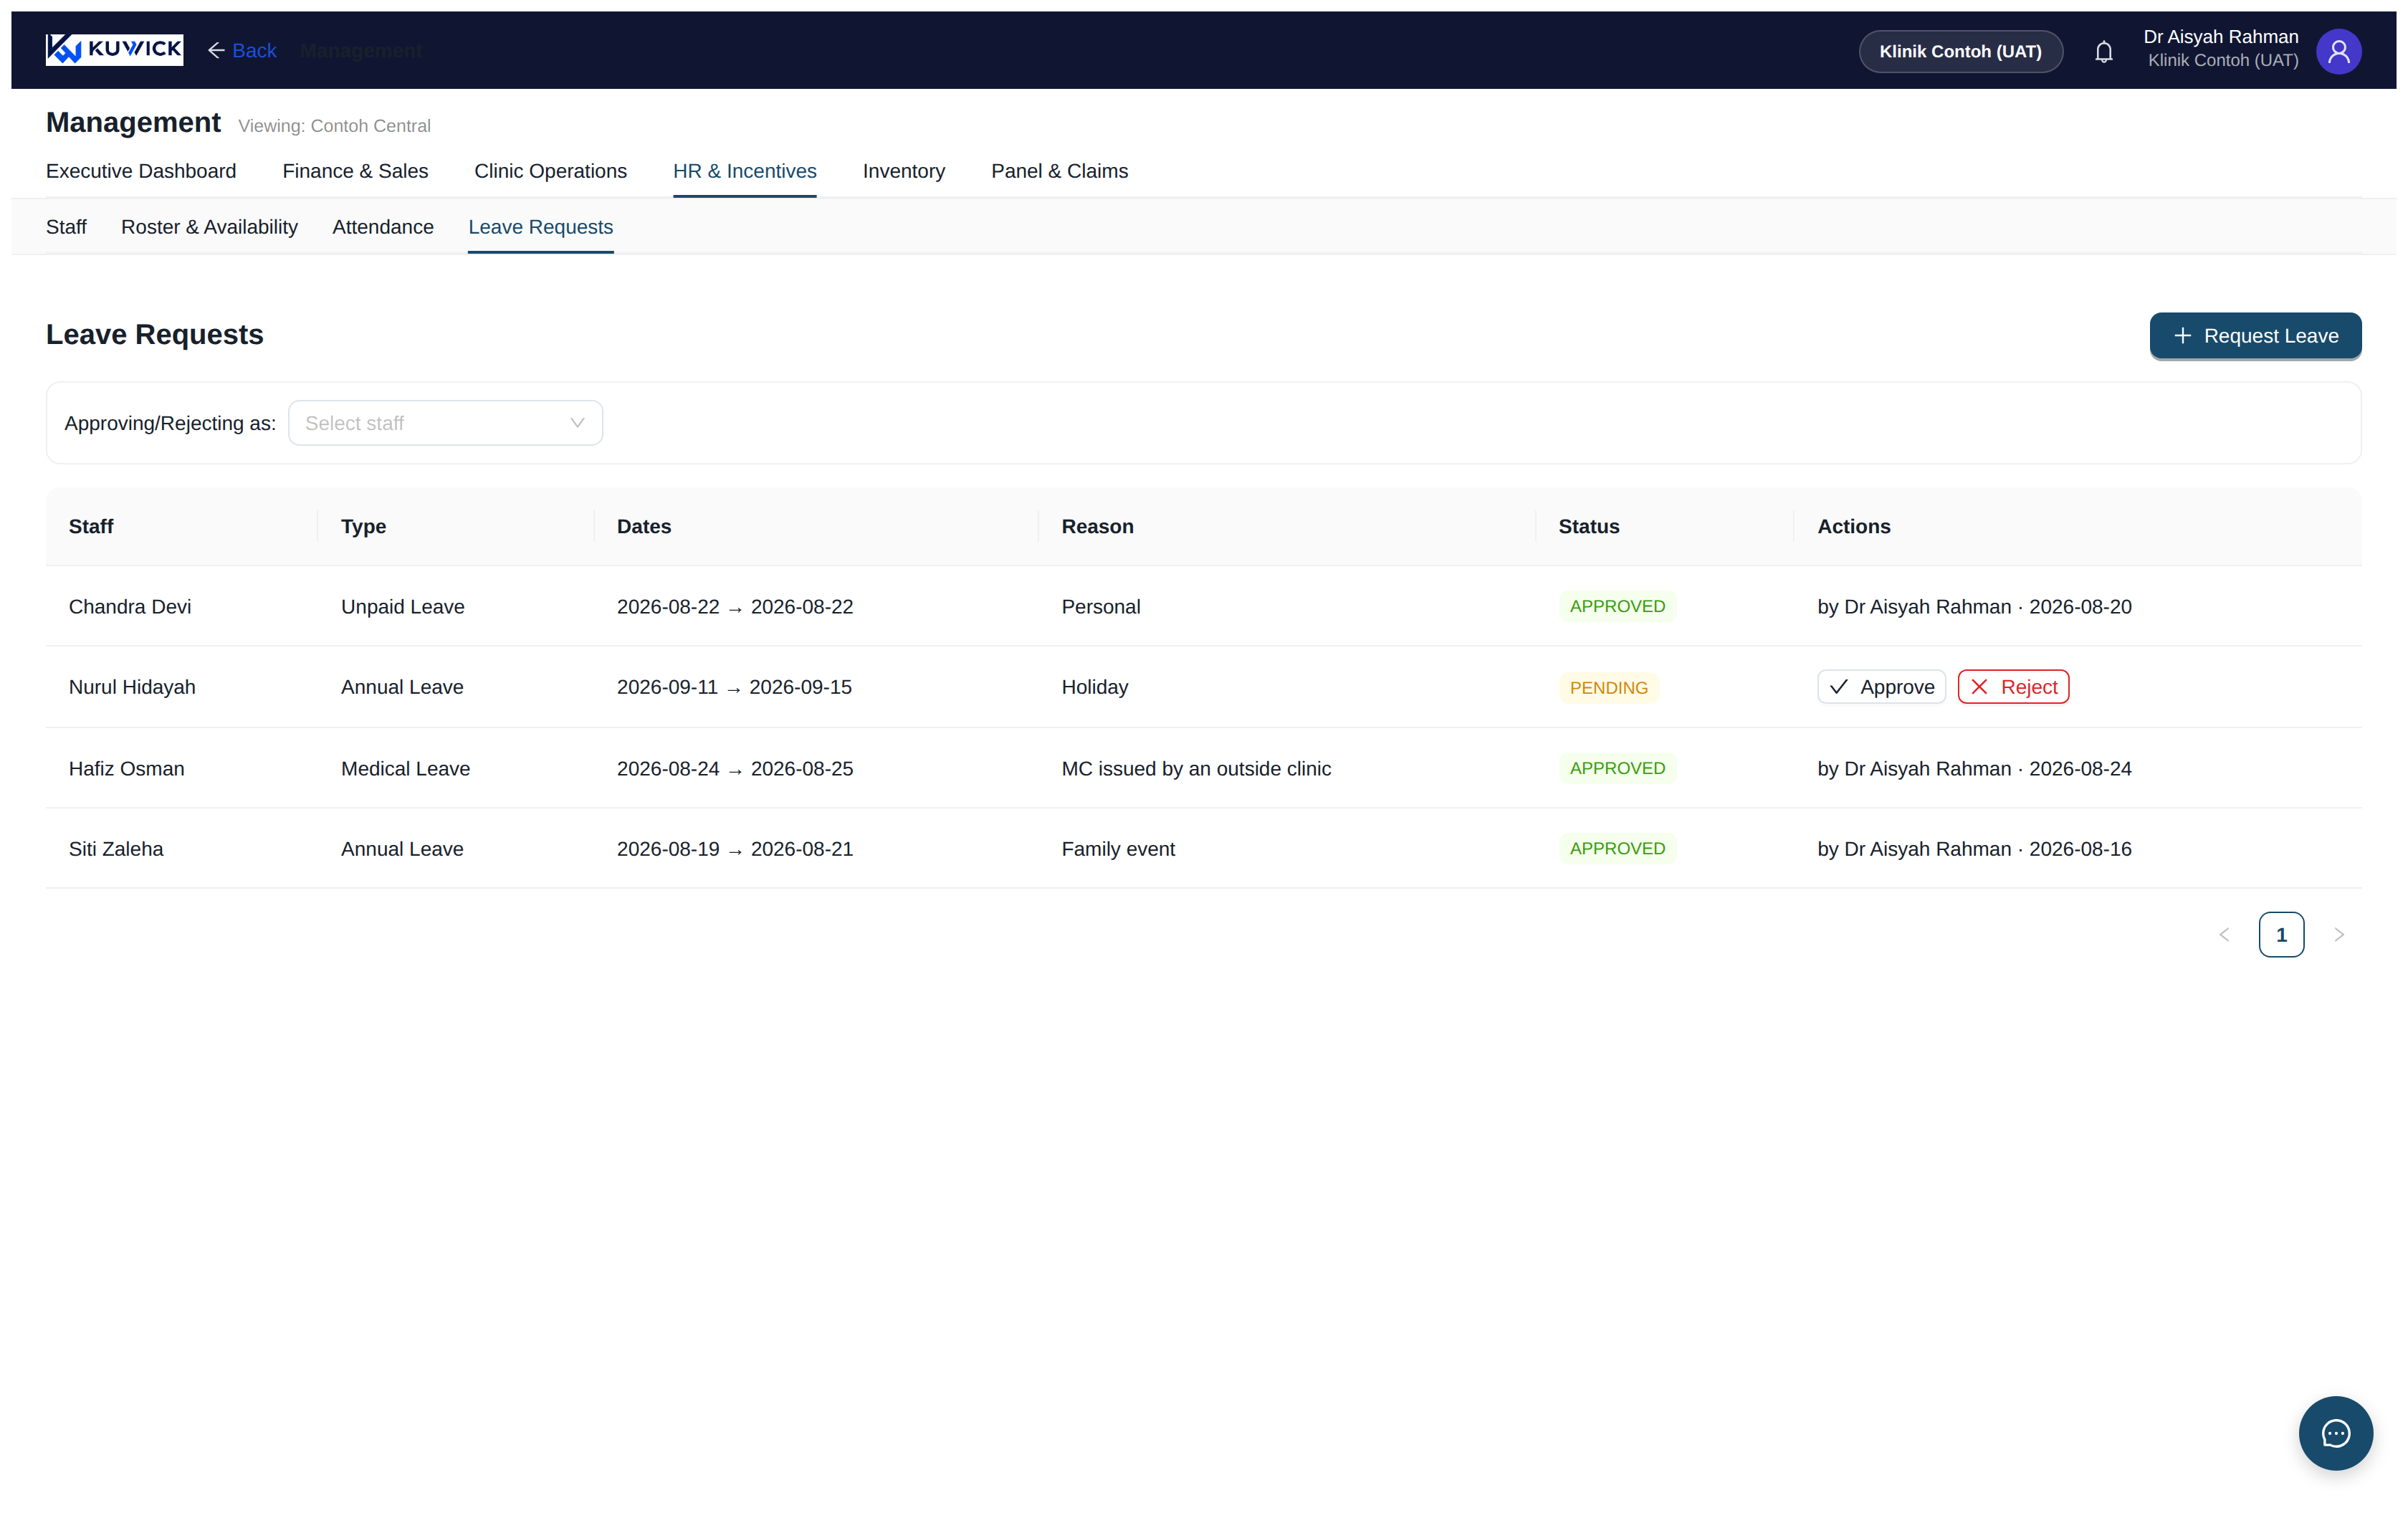 KUWICK
Back Management
Klinik Contoh (UAT)
Dr Aisyah Rahman
Klinik Contoh (UAT)
Management Viewing: Contoh Central
Executive Dashboard Finance & Sales Clinic Operations HR & Incentives Inventory Panel & Claims
Staff Roster & Availability Attendance Leave Requests
Leave Requests
+ Request Leave
Approving/Rejecting as: Select staff
Staff Type Dates Reason Status Actions
Chandra Devi Unpaid Leave 2026-08-22 → 2026-08-22 Personal APPROVED by Dr Aisyah Rahman · 2026-08-20
Nurul Hidayah Annual Leave 2026-09-11 → 2026-09-15 Holiday PENDING Approve Reject
Hafiz Osman Medical Leave 2026-08-24 → 2026-08-25 MC issued by an outside clinic APPROVED by Dr Aisyah Rahman · 2026-08-24
Siti Zaleha Annual Leave 2026-08-19 → 2026-08-21 Family event APPROVED by Dr Aisyah Rahman · 2026-08-16
1